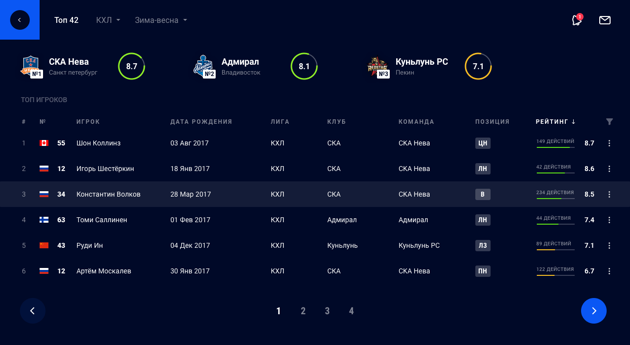 Топ 42 КХЛ Зима-весна 1
СКА Нева
Санкт петербург
№1
8.7
Адмирал
Владивосток
№2
8.1
Куньлунь РС
Пекин
№3
7.1
ТОП ИГРОКОВ
# № ИГРОК ДАТА РОЖДЕНИЯ ЛИГА КЛУБ КОМАНДА ПОЗИЦИЯ РЕЙТИНГ ↓
1 55 Шон Коллинз 03 Авг 2017 КХЛ СКА СКА Нева ЦН 149 ДЕЙСТВИЙ 8.7
2 12 Игорь Шестёркин 18 Янв 2017 КХЛ СКА СКА Нева ЛН 42 ДЕЙСТВИЯ 8.6
3 34 Константин Волков 28 Мар 2017 КХЛ СКА СКА Нева В 234 ДЕЙСТВИЯ 8.5
4 63 Томи Саллинен 01 Фев 2017 КХЛ Адмирал Адмирал ЛН 44 ДЕЙСТВИЯ 7.4
5 43 Руди Ин 04 Дек 2017 КХЛ Куньлунь Куньлунь РС ЛЗ 89 ДЕЙСТВИЙ 7.1
6 12 Артём Москалев 30 Янв 2017 КХЛ СКА СКА Нева ПН 122 ДЕЙСТВИЯ 6.7
1 2 3 4